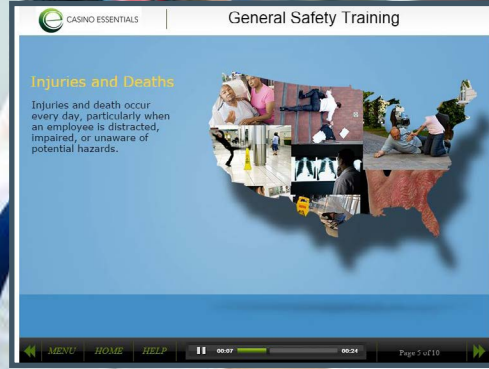 CASINO ESSENTIALS
General Safety Training
Injuries and Deaths
Injuries and death occur
every day, particularly when
an employee is distracted,
impaired, or unaware of
potential hazards.
MENU HOME HELP 00:07 00:24 Page 5 of 10